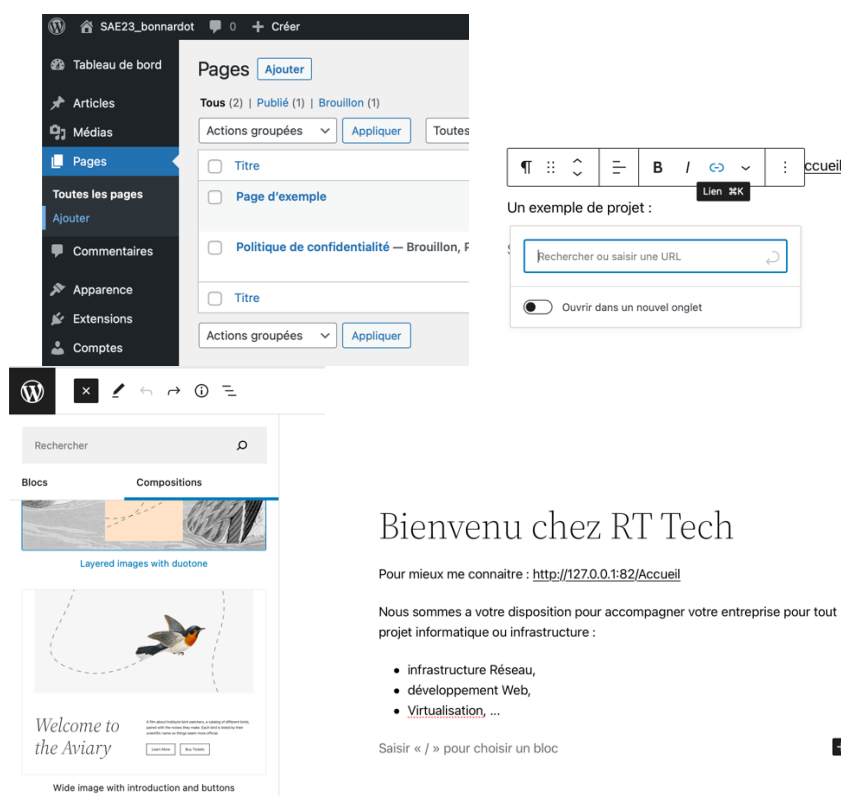 SAE23_bonnardot 0 + Créer
Tableau de bord
Articles
Médias
Pages
Toutes les pages
Ajouter
Commentaires
Apparence
Extensions
Comptes
Pages Ajouter
Tous (2) | Publié (1) | Brouillon (1)
Actions groupées Appliquer Toutes
Titre
Page d'exemple
Politique de confidentialité — Brouillon, P
Titre
Actions groupées Appliquer
¶ B I ccueil
Lien ⌘K
Un exemple de projet :
Rechercher ou saisir une URL
Ouvrir dans un nouvel onglet
Rechercher
Blocs Compositions
Layered images with duotone
Welcome to
the Aviary
Learn More Buy Tickets
Wide image with introduction and buttons
Bienvenu chez RT Tech
Pour mieux me connaitre : http://127.0.0.1:82/Accueil
Nous sommes a votre disposition pour accompagner votre entreprise pour tout
projet informatique ou infrastructure :
• infrastructure Réseau,
• développement Web,
• Virtualisation, ...
Saisir « / » pour choisir un bloc